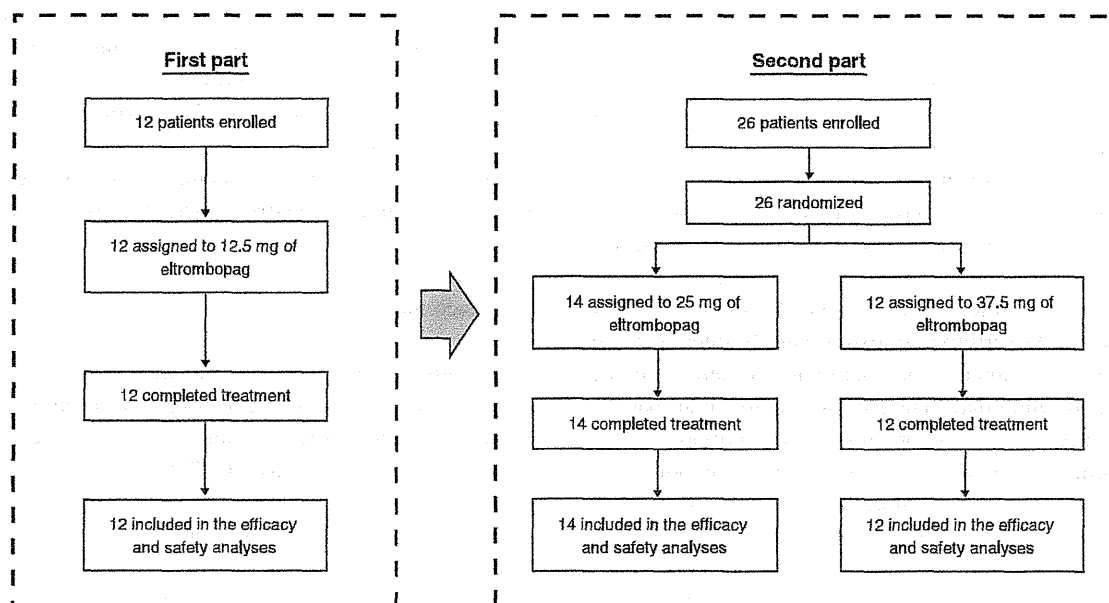 First part
12 patients enrolled
12 assigned to 12.5 mg of
eltrombopag
12 completed treatment
12 included in the efficacy
and safety analyses
Second part
26 patients enrolled
26 randomized
14 assigned to 25 mg of
eltrombopag
12 assigned to 37.5 mg of
eltrombopag
14 completed treatment
12 completed treatment
14 included in the efficacy
and safety analyses
12 included in the efficacy
and safety analyses